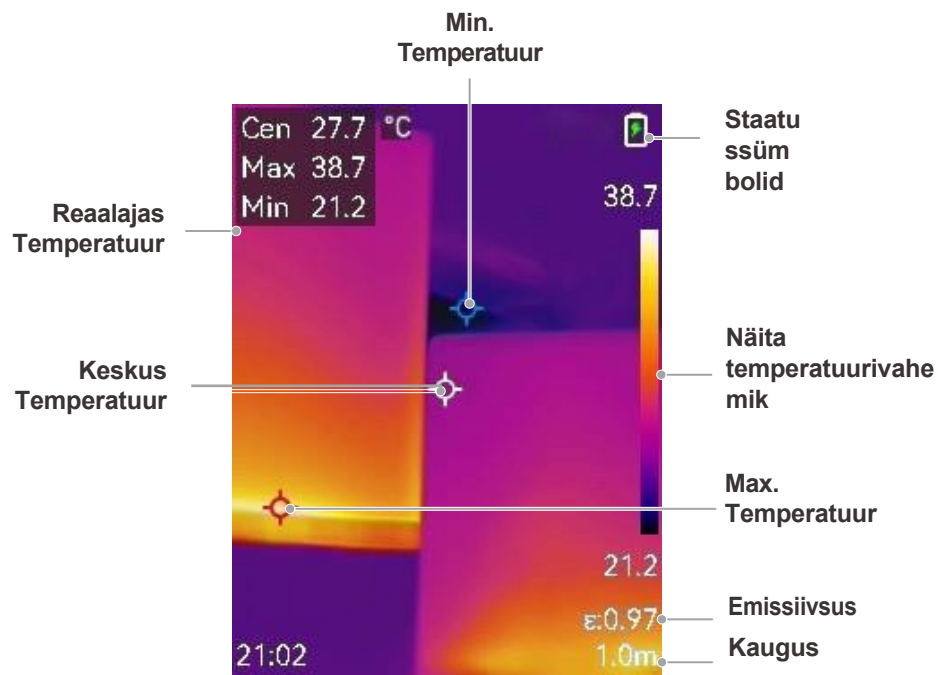 Min.
Temperatuur
Cen 27.7 °C
Max 38.7
Min 21.2
Staatu
ssüm
bolid
38.7
Reaalajas
Temperatuur
Näita
temperatuurivahe
mik
Keskus
Temperatuur
Max.
Temperatuur
21.2
ε:0.97
Emissiivsus
21:02
1.0m
Kaugus